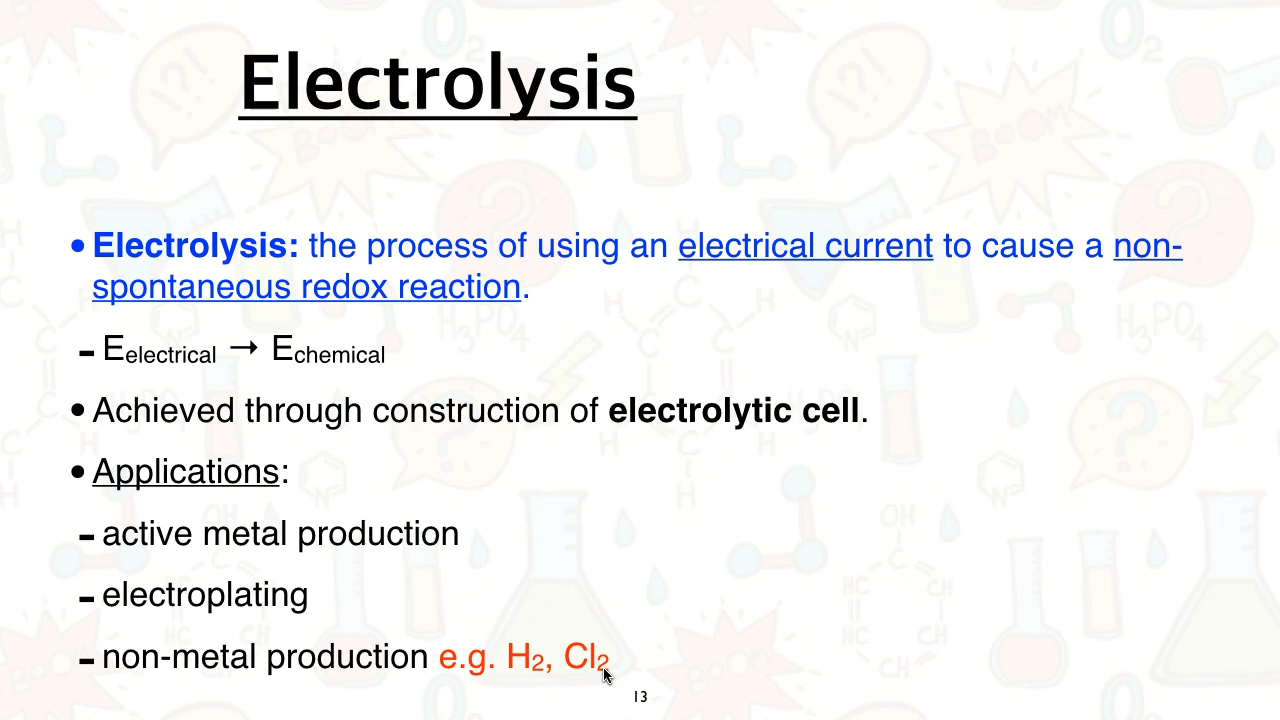 Electrolysis
• Electrolysis: the process of using an electrical current to cause a non-
spontaneous redox reaction.
- Eelectrical → Echemical
• Achieved through construction of electrolytic cell.
• Applications:
- active metal production
- electroplating
- non-metal production e.g. H₂, Cl₂
13